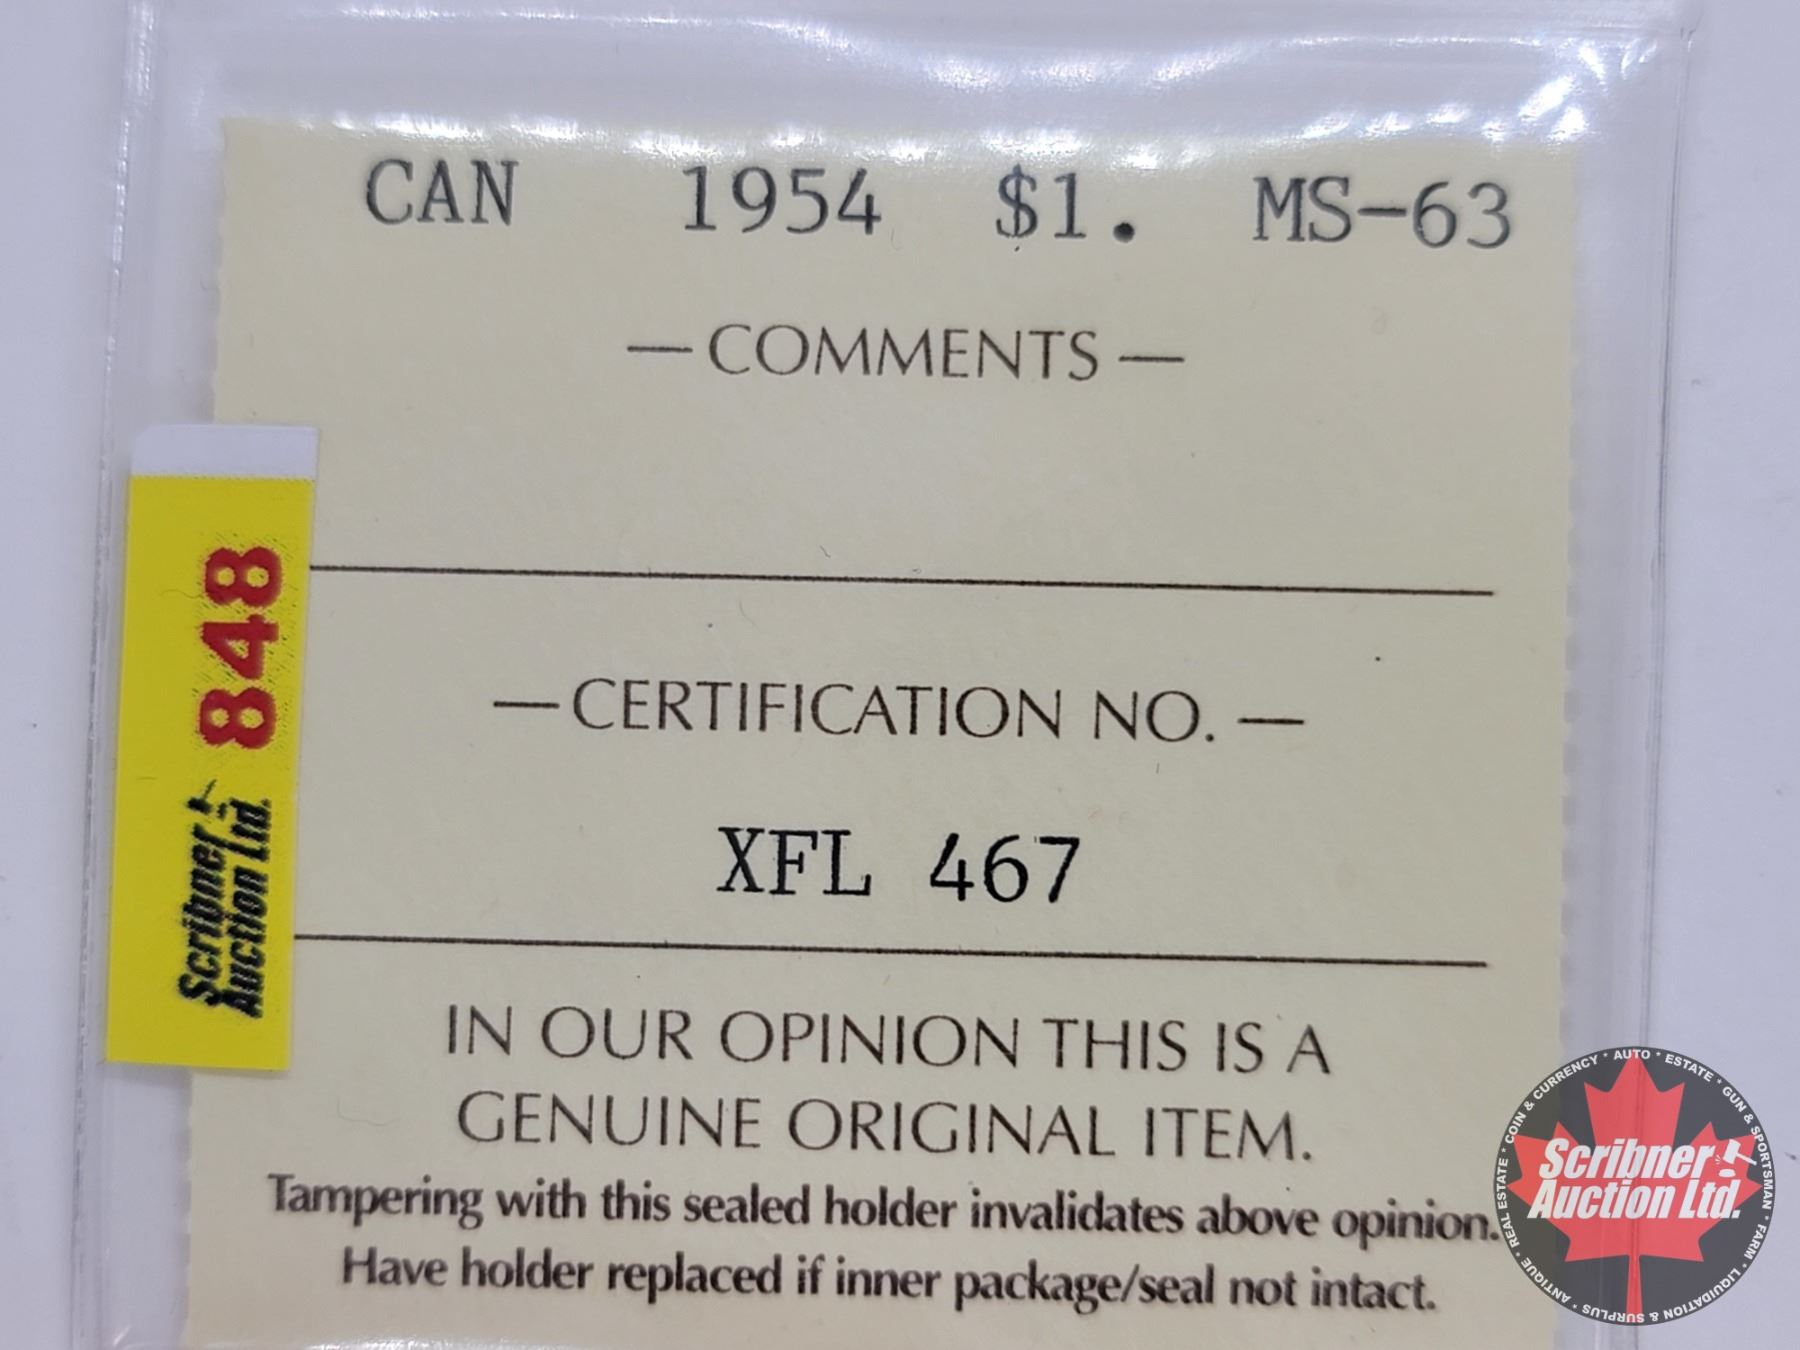 CAN 1954 $1. MS-63
—COMMENTS—
—CERTIFICATION NO.—
XFL 467
IN OUR OPINION THIS IS A
GENUINE ORIGINAL ITEM.
Tampering with this sealed holder invalidates above opinion.
Have holder replaced if inner package/seal not intact.
848
Scribner
Auction Ltd.
COIN & CURRENCY * AUTO * ESTATE * GUN & SPORTSMAN * FARM * LIQUIDATION & SURPLUS * ANTIQUE * REAL ESTATE *
Scribner
Auction Ltd.